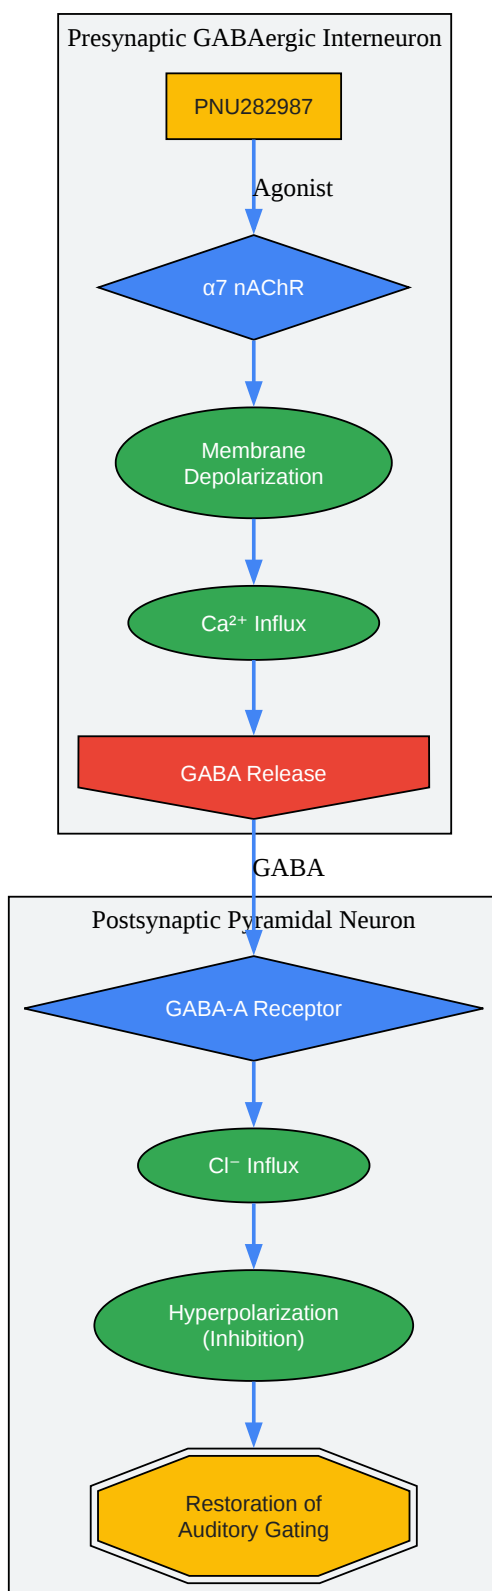 Presynaptic GABAergic Interneuron
PNU282987
Agonist
α7 nAChR
Membrane
Depolarization
Ca²⁺ Influx
GABA Release
GABA
Postsynaptic Pyramidal Neuron
GABA-A Receptor
Cl⁻ Influx
Hyperpolarization
(Inhibition)
Restoration of
Auditory Gating